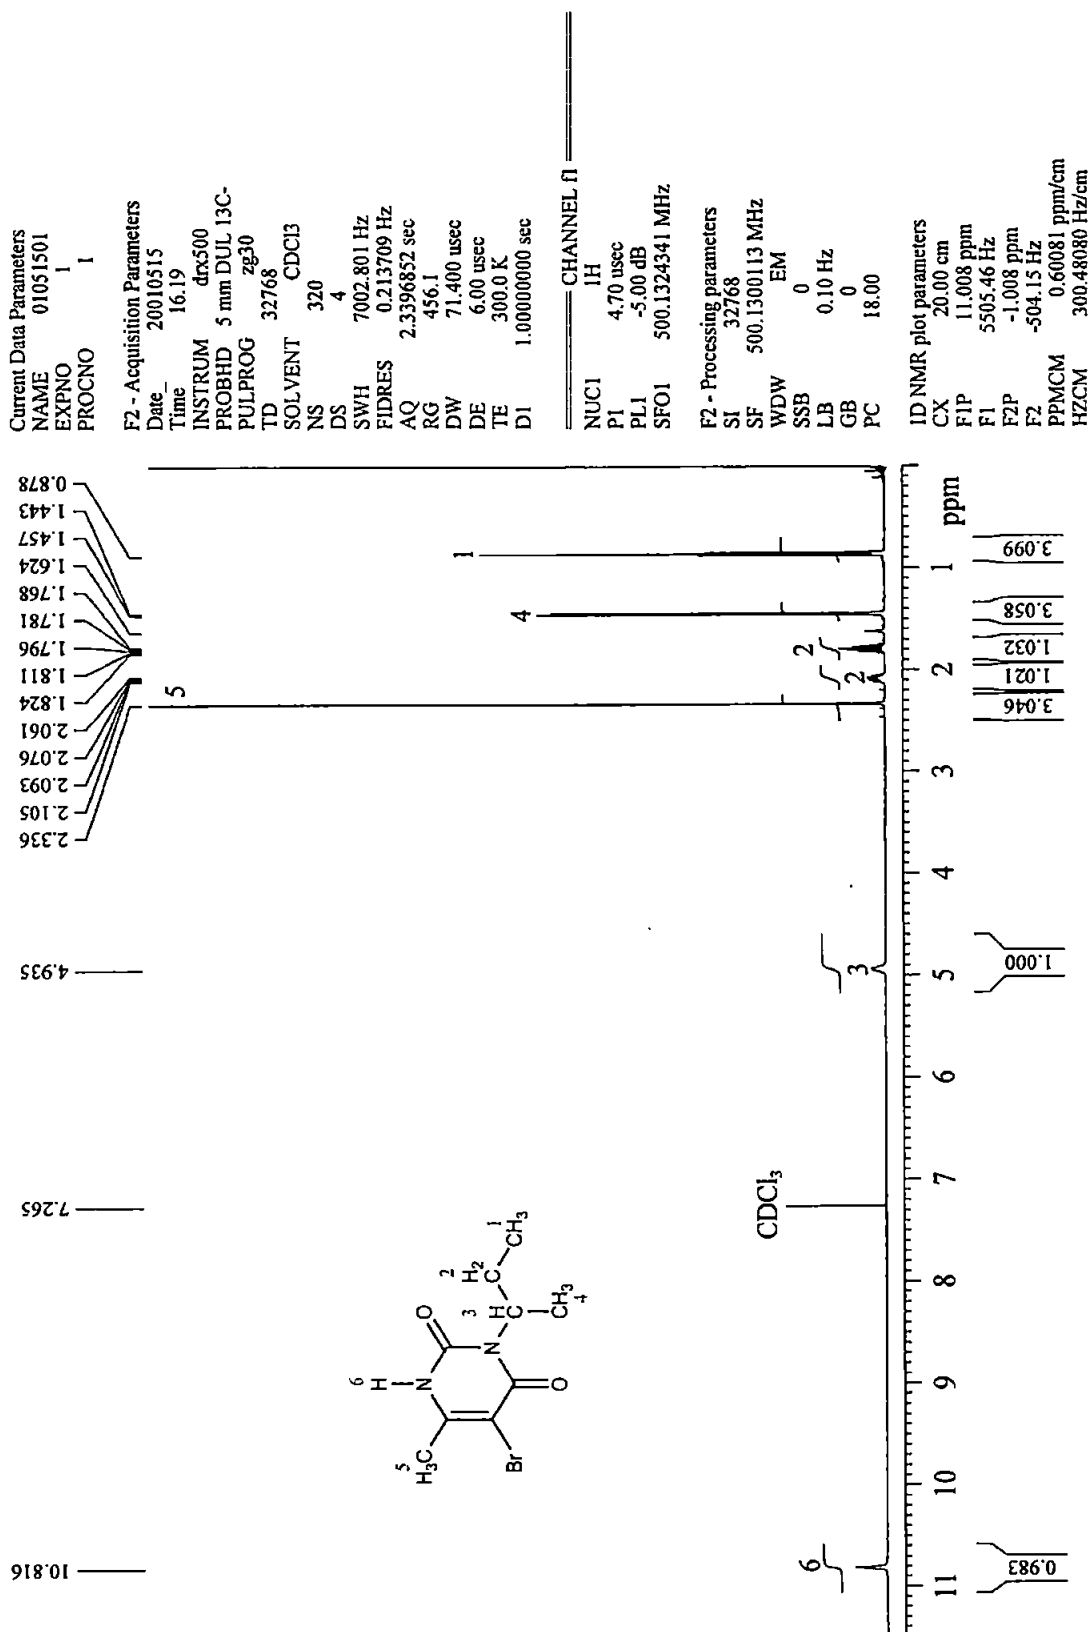 Current Data Parameters
NAME 01051501
EXPNO 1
PROCNO 1
F2 - Acquisition Parameters
Date_ 20010515
Time 16.19
INSTRUM drx500
PROBHD 5 mm DUL 13C-
PULPROG zg30
TD 32768
SOLVENT CDCl3
NS 320
DS 4
SWH 7002.801 Hz
FIDRES 0.213709 Hz
AQ 2.3396852 sec
RG 456.1
DW 71.400 usec
DE 6.00 usec
TE 300.0 K
D1 1.00000000 sec
CHANNEL f1
NUC1 1H
P1 4.70 usec
PL1 -5.00 dB
SFO1 500.1324341 MHz
F2 - Processing parameters
SI 32768
SF 500.1300113 MHz
WDW EM
SSB 0
LB 0.10 Hz
GB 0
PC 18.00
1D NMR plot parameters
CX 20.00 cm
F1P 11.008 ppm
F1 5505.46 Hz
F2P -1.008 ppm
F2 -504.15 Hz
PPMCM 0.60081 ppm/cm
HZCM 300.48080 Hz/cm
10.816
7.265
4.935
2.336
2.105
2.093
2.076
2.061
1.824
1.811
1.796
1.781
1.768
1.624
1.457
1.443
0.878
6
H
O
2
H2
C
1
CH3
N
N
3
H
C
CH3
4
O
5
H3C
Br
6
CDCl3
3
5
2
2
4
1
11 10 9 8 7 6 5 4 3 2 1 ppm
0.983
1.000
3.046
1.021
1.032
3.058
3.099